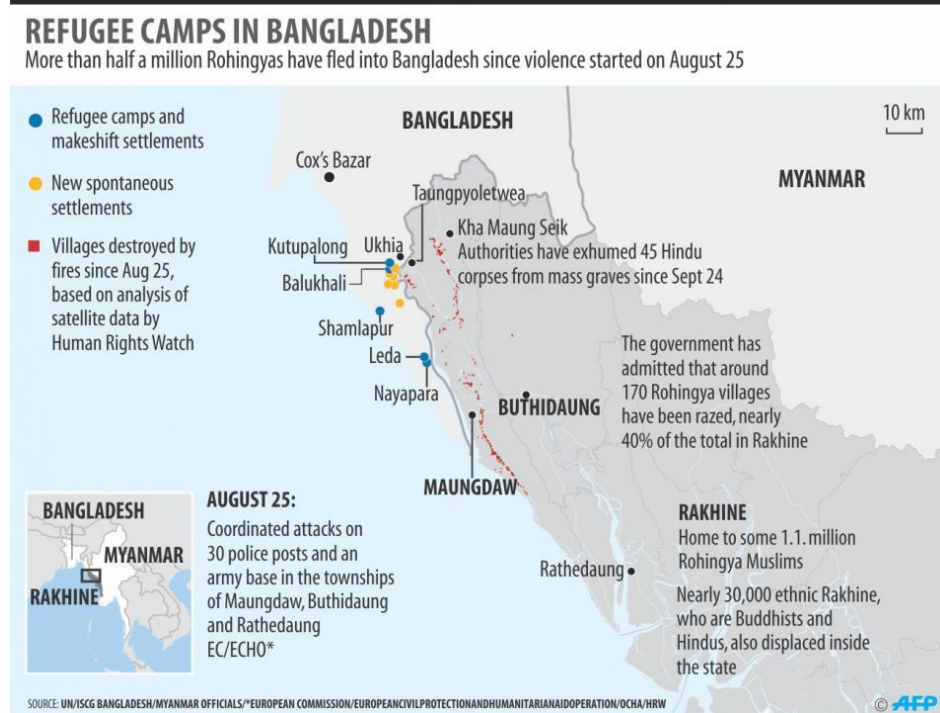 REFUGEE CAMPS IN BANGLADESH
More than half a million Rohingyas have fled into Bangladesh since violence started on August 25
Refugee camps and
makeshift settlements
New spontaneous
settlements
Villages destroyed by
fires since Aug 25,
based on analysis of
satellite data by
Human Rights Watch
BANGLADESH
10 km
MYANMAR
Cox's Bazar
Taungpyoletwea
Kha Maung Seik
Authorities have exhumed 45 Hindu
corpses from mass graves since Sept 24
Kutupalong
Ukhia
Balukhali
Shamlapur
Leda
Nayapara
The government has
admitted that around
170 Rohingya villages
have been razed, nearly
40% of the total in Rakhine
BUTHIDAUNG
MAUNGDAW
Rathedaung
RAKHINE
Home to some 1.1.million
Rohingya Muslims
Nearly 30,000 ethnic Rakhine,
who are Buddhists and
Hindus, also displaced inside
the state
BANGLADESH
MYANMAR
RAKHINE
AUGUST 25:
Coordinated attacks on
30 police posts and an
army base in the townships
of Maungdaw, Buthidaung
and Rathedaung
EC/ECHO*
SOURCE: UN/ISCG BANGLADESH/MYANMAR OFFICIALS/*EUROPEAN COMMISSION/EUROPEANCIVILPROTECTIONANDHUMANITARIANAIDOPERATION/OCHA/HRW
© AFP